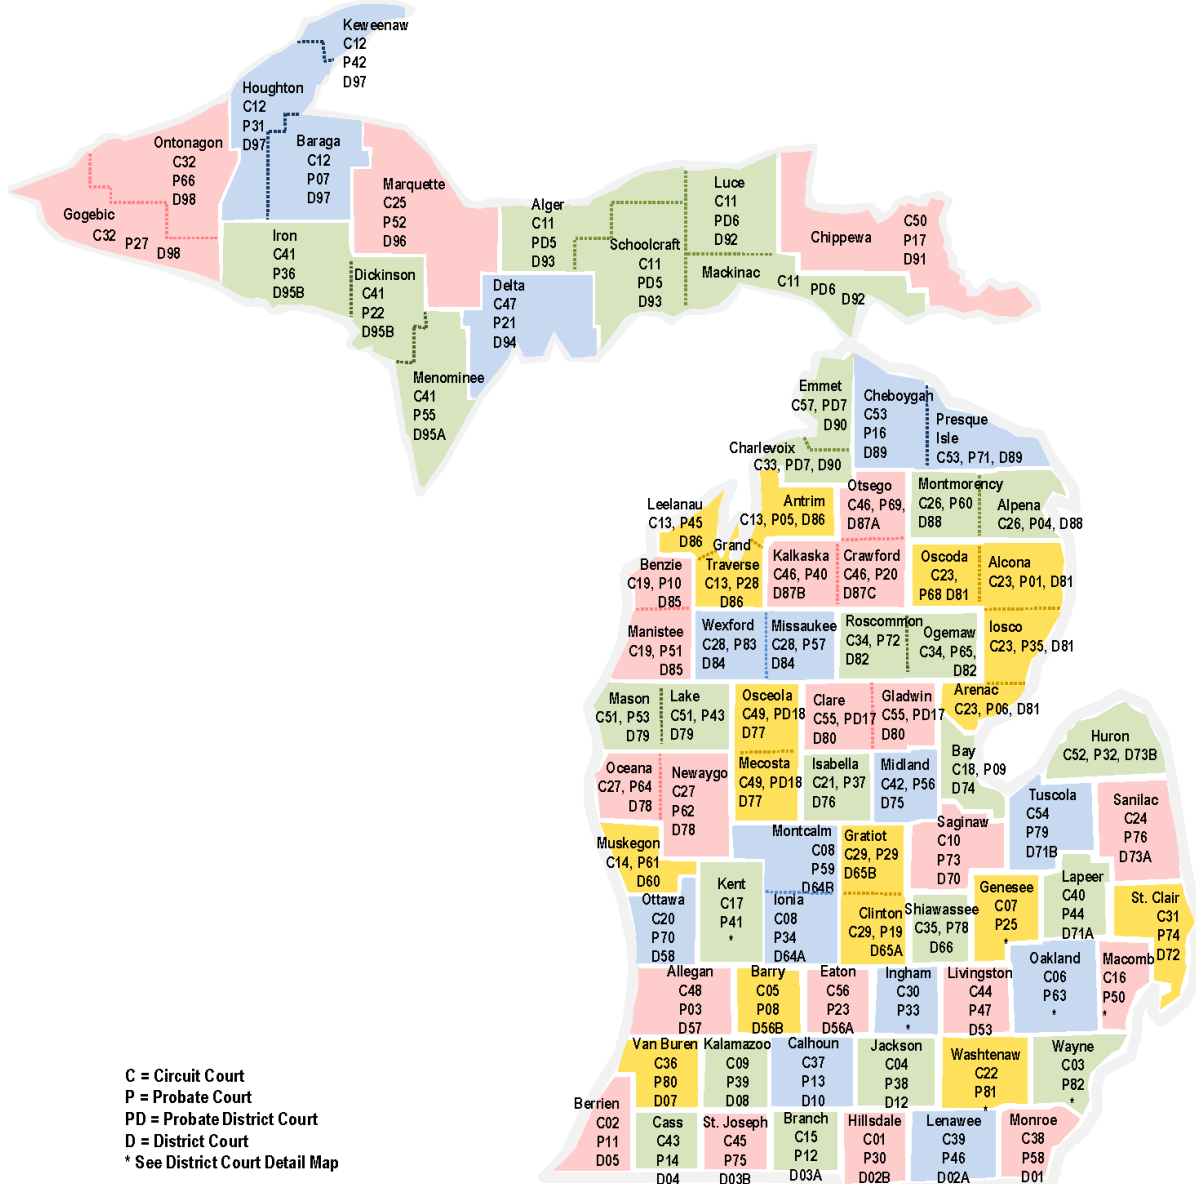 Keweenaw
C12
P42
D97
Houghton
C12
P31
D97
Baraga
C12
P07
D97
Ontonagon
C32
P66
D98
Gogebic
C32
P27
D98
Marquette
C25
P52
D96
Iron
C41
P36
D95B
Dickinson
C41
P22
D95B
Menominee
C41
P55
D95A
Delta
C47
P21
D94
Alger
C11
PD5
D93
Schoolcraft
C11
PD5
D93
Luce
C11
PD6
D92
Mackinac
C11
PD6
D92
Chippewa
C50
P17
D91
Emmet
C57, PD7
D90
Cheboygan
C53
P16
D89
Presque
Isle
C53, P71, D89
Charlevoix
C33, PD7, D90
Leelanau
C13, P45
D86
Antrim
C13, P05, D86
Otsego
C46, P69,
D87A
Montmorency
C26, P60
D88
Alpena
C26, P04, D88
Benzie
C19, P10
D85
Grand
Traverse
C13, P28
D86
Kalkaska
C46, P40
D87B
Crawford
C46, P20
D87C
Oscoda
C23,
P68 D81
Alcona
C23, P01, D81
Manistee
C19, P51
D85
Wexford
C28, P83
D84
Missaukee
C28, P57
D84
Roscommon
C34, P72
D82
Ogemaw
C34, P65,
D82
Iosco
C23, P35, D81
Mason
C51, P53
D79
Lake
C51, P43
D79
Osceola
C49, PD18
D77
Clare
C55, PD17
D80
Gladwin
C55, PD17
D80
Arenac
C23, P06, D81
Oceana
C27, P64
D78
Newaygo
C27
P62
D78
Mecosta
C49, PD18
D77
Isabella
C21, P37
D76
Midland
C42, P56
D75
Bay
C18, P09
D74
Huron
C52, P32, D73B
Muskegon
C14, P61
D60
Montcalm
C08
P59
D64B
Gratiot
C29, P29
D65B
Saginaw
C10
P73
D70
Tuscola
C54
P79
D71B
Sanilac
C24
P76
D73A
Ottawa
C20
P70
D58
Kent
C17
P41
*
Ionia
C08
P34
D64A
Clinton
C29, P19
D65A
Shiawassee
C35, P78
D66
Genesee
C07
P25
*
Lapeer
C40
P44
D71A
St. Clair
C31
P74
D72
Allegan
C48
P03
D57
Barry
C05
P08
D56B
Eaton
C56
P23
D56A
Ingham
C30
P33
*
Livingston
C44
P47
D53
Oakland
C06
P63
*
Macomb
C16
P50
*
Van Buren
C36
P80
D07
Kalamazoo
C09
P39
D08
Calhoun
C37
P13
D10
Jackson
C04
P38
D12
Washtenaw
C22
P81
*
Wayne
C03
P82
*
Berrien
C02
P11
D05
Cass
C43
P14
D04
St. Joseph
C45
P75
D03B
Branch
C15
P12
D03A
Hillsdale
C01
P30
D02B
Lenawee
C39
P46
D02A
Monroe
C38
P58
D01
C = Circuit Court
P = Probate Court
PD = Probate District Court
D = District Court
* See District Court Detail Map